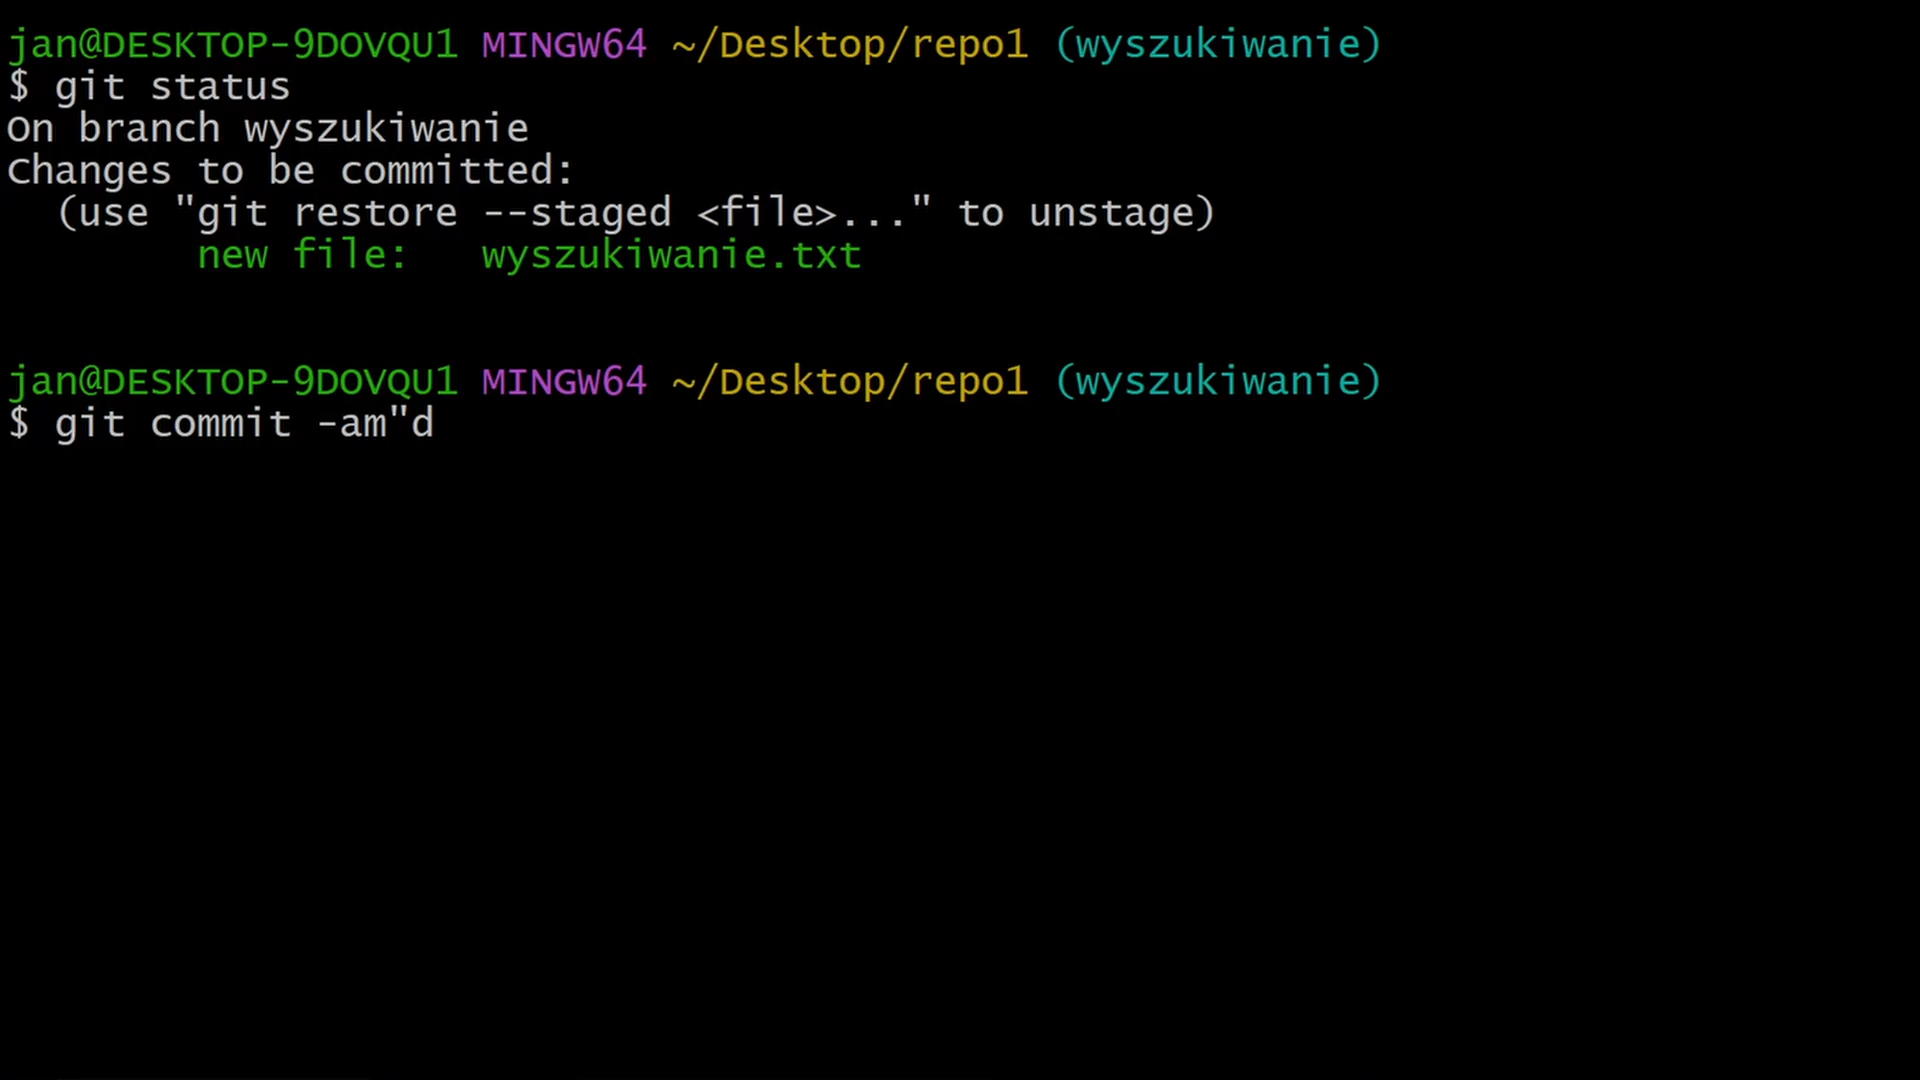 jan@DESKTOP-9DOVQU1 MINGW64 ~/Desktop/repo1 (wyszukiwanie)
$ git status
On branch wyszukiwanie
Changes to be committed:
  (use "git restore --staged <file>..." to unstage)
        new file:   wyszukiwanie.txt
jan@DESKTOP-9DOVQU1 MINGW64 ~/Desktop/repo1 (wyszukiwanie)
$ git commit -am"d